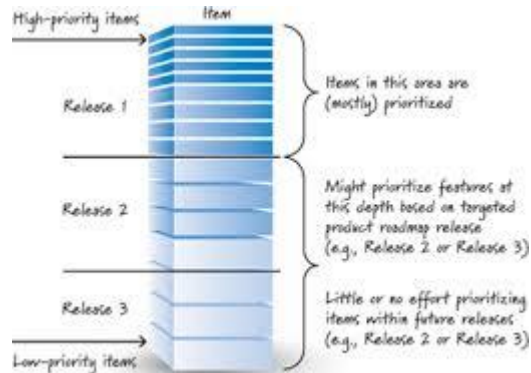 Item
High-priority items
Items in this area are
(mostly) prioritized
Release 1
Release 2
Might prioritize features at
this depth based on targeted
product roadmap release
(e.g., Release 2 or Release 3)
Release 3
Little or no effort prioritizing
items within future releases
(e.g., Release 2 or Release 3)
Low-priority items